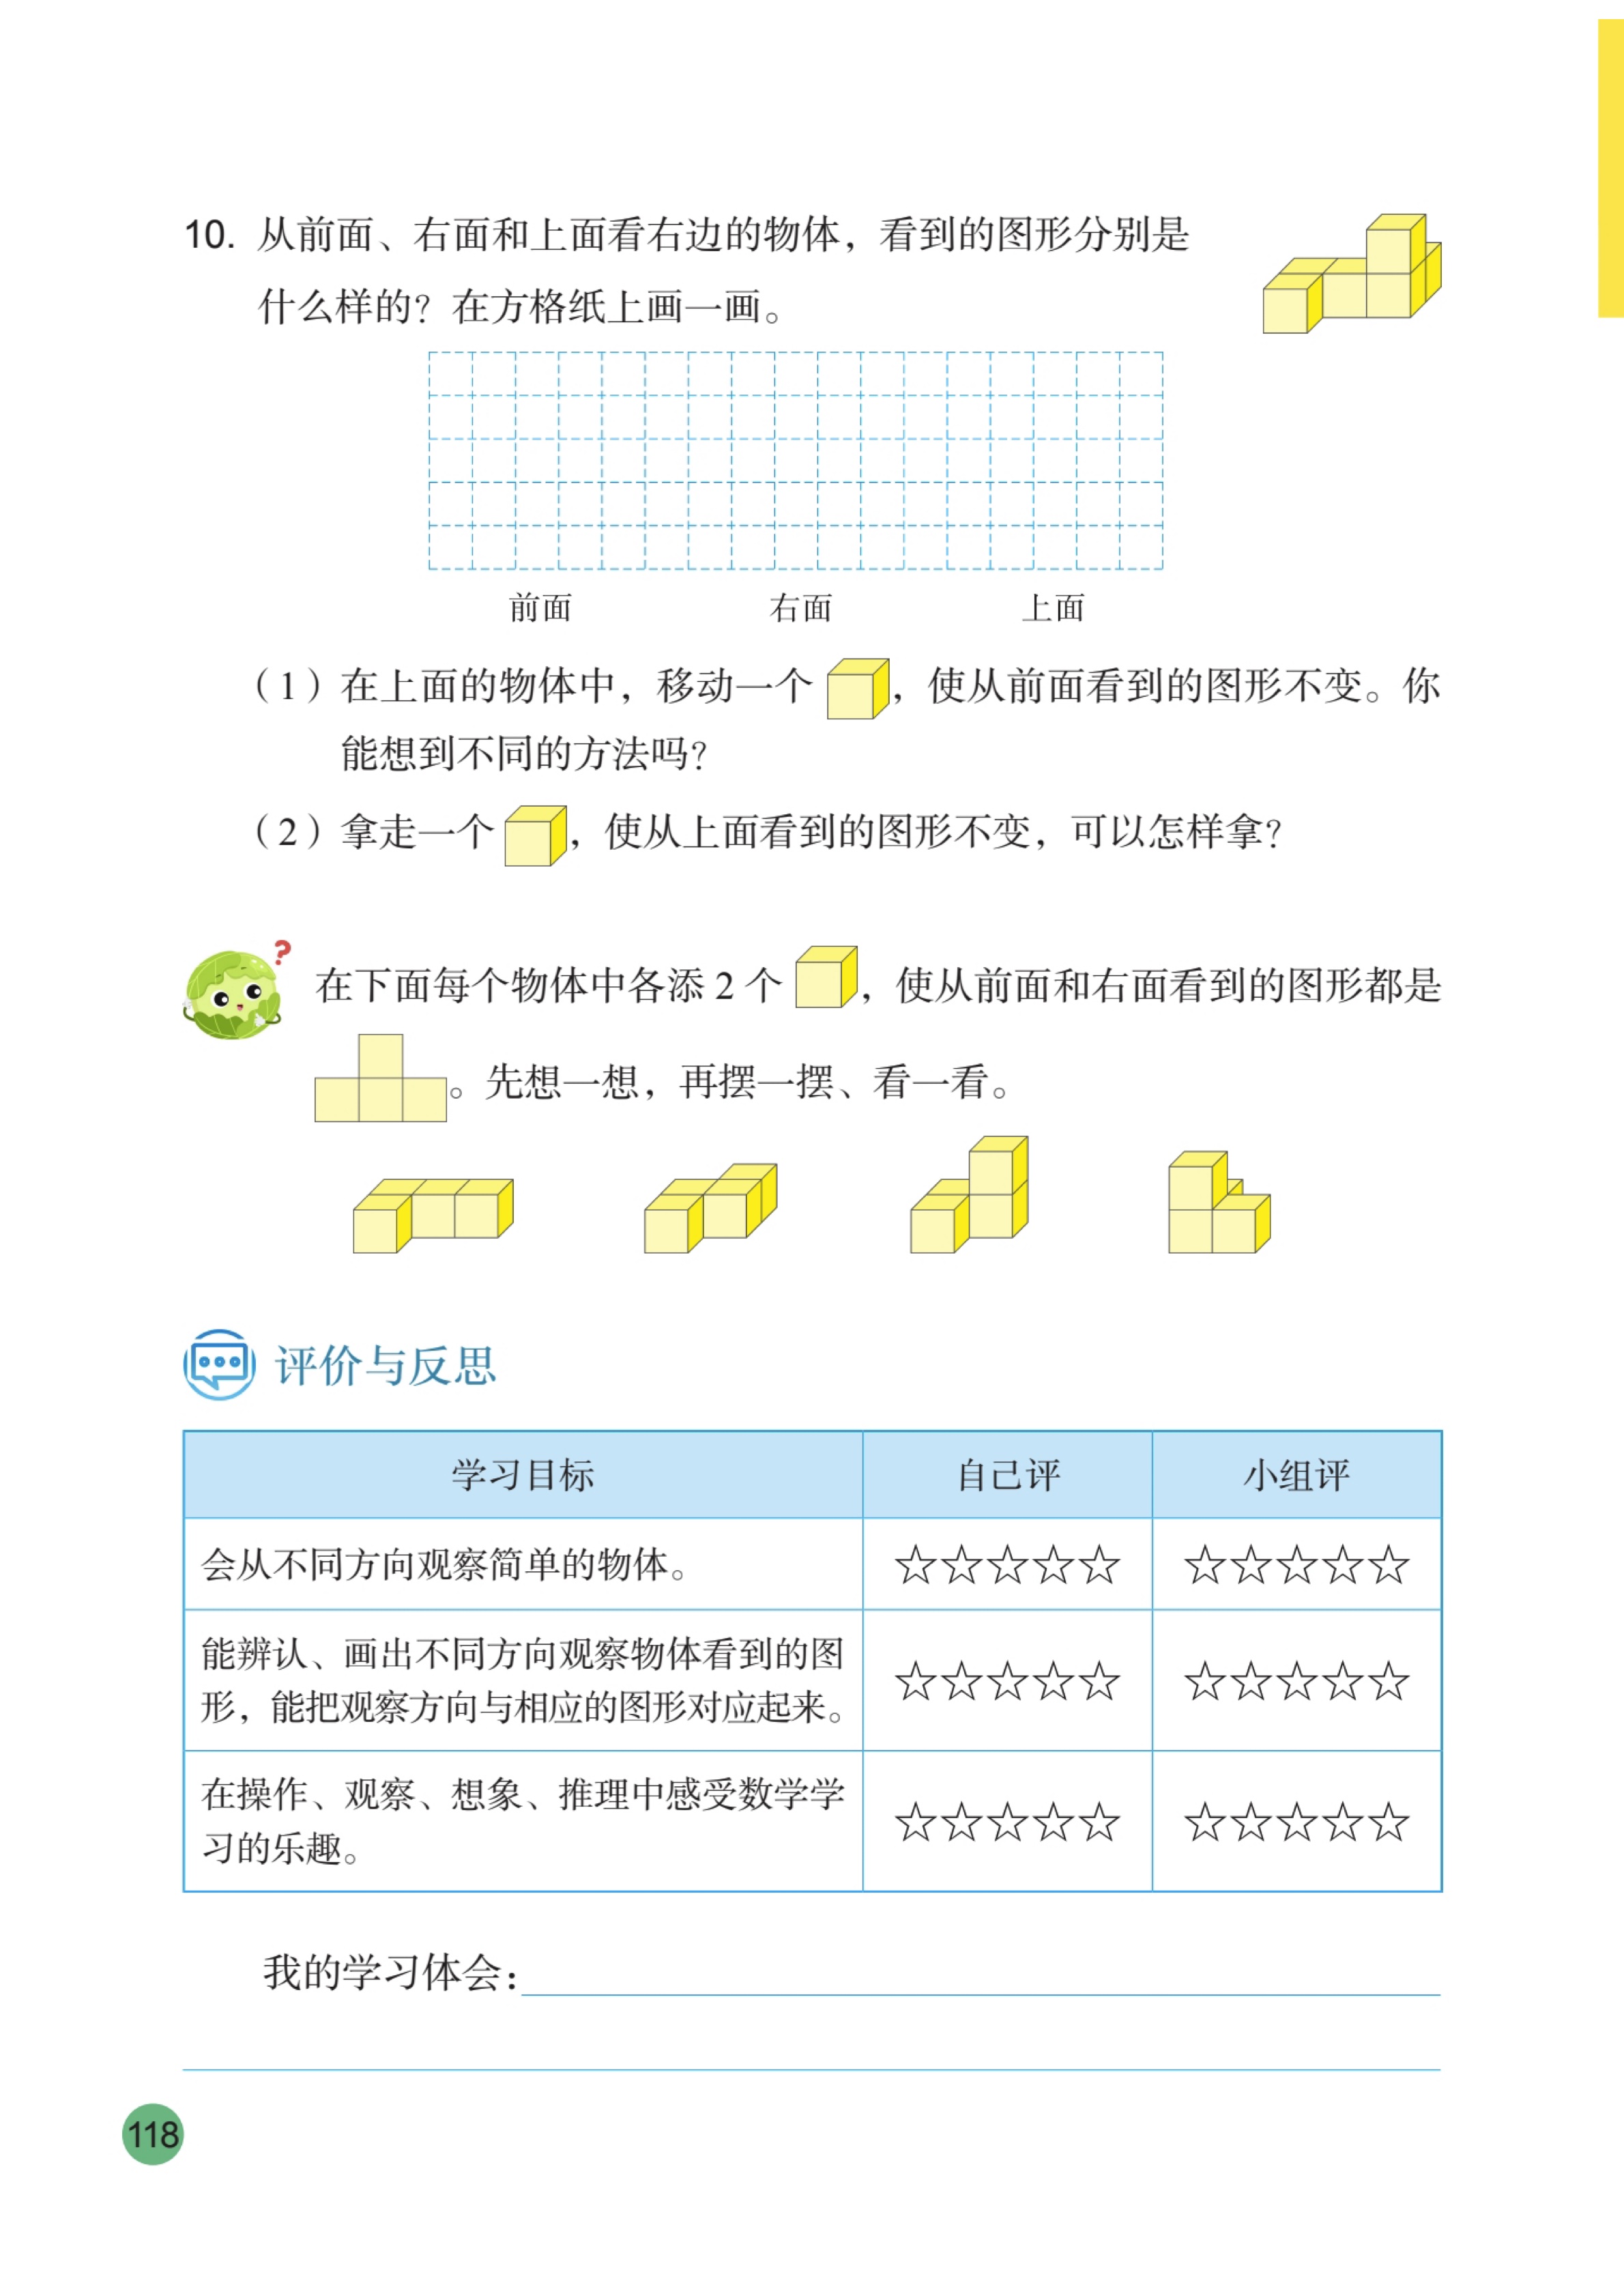 10. 从前面、右面和上面看右边的物体，看到的图形分别是
什么样的？在方格纸上画一画。
前面 右面 上面
（1）在上面的物体中，移动一个，使从前面看到的图形不变。你
能想到不同的方法吗？
（2）拿走一个，使从上面看到的图形不变，可以怎样拿？
?
在下面每个物体中各添 2 个，使从前面和右面看到的图形都是
。先想一想，再摆一摆、看一看。
评价与反思
学习目标 自己评 小组评
会从不同方向观察简单的物体。 ☆☆☆☆☆ ☆☆☆☆☆
能辨认、画出不同方向观察物体看到的图
形，能把观察方向与相应的图形对应起来。 ☆☆☆☆☆ ☆☆☆☆☆
在操作、观察、想象、推理中感受数学学
习的乐趣。 ☆☆☆☆☆ ☆☆☆☆☆
我的学习体会：
118